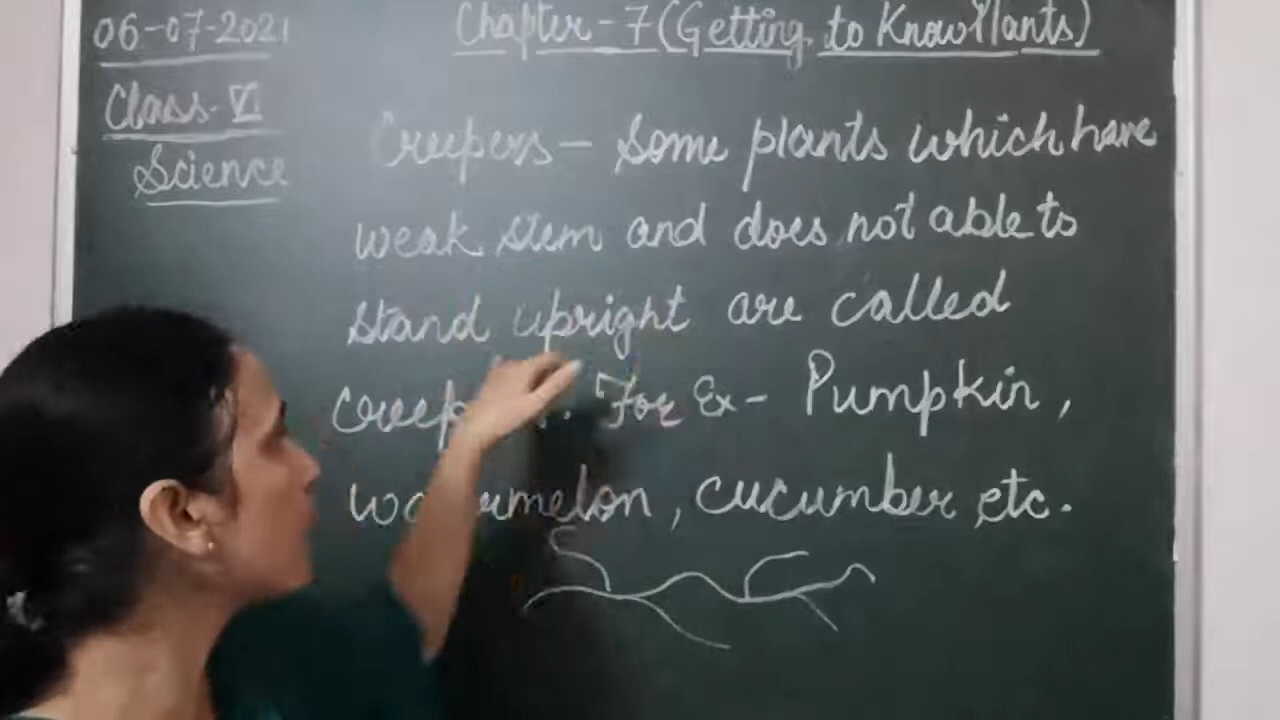 06-07-2021
Chapter-7 (Getting to Know Plants)
Class-VI
Science
Creepers – Some plants which have
weak stem and does not able to
stand upright are called
For Ex- Pumpkin,
cucumber, etc.